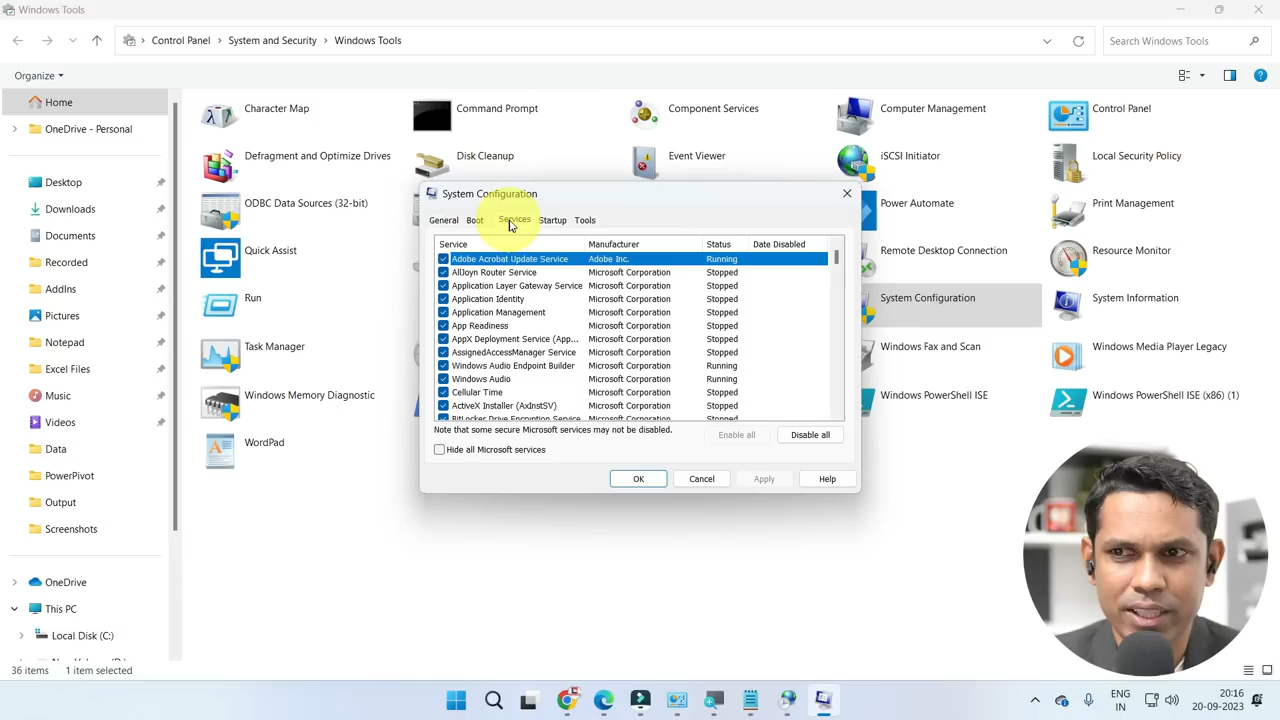 Windows Tools
Control Panel > System and Security > Windows Tools
Search Windows Tools
Organize
Home
OneDrive - Personal
Desktop
Downloads
Documents
Recorded
AddIns
Pictures
Notepad
Excel Files
Music
Videos
Data
PowerPivot
Output
Screenshots
OneDrive
This PC
Local Disk (C:)
Character Map
Command Prompt
Component Services
Computer Management
Control Panel
Defragment and Optimize Drives
Disk Cleanup
Event Viewer
iSCSI Initiator
Local Security Policy
ODBC Data Sources (32-bit)
Power Automate
Print Management
Quick Assist
Remote Desktop Connection
Resource Monitor
Run
System Configuration
System Information
Task Manager
Windows Fax and Scan
Windows Media Player Legacy
Windows Memory Diagnostic
Windows PowerShell ISE
Windows PowerShell ISE (x86) (1)
WordPad
System Configuration
General Boot Services Startup Tools
Service Manufacturer Status Date Disabled
Adobe Acrobat Update Service Adobe Inc. Running
AllJoyn Router Service Microsoft Corporation Stopped
Application Layer Gateway Service Microsoft Corporation Stopped
Application Identity Microsoft Corporation Stopped
Application Management Microsoft Corporation Stopped
App Readiness Microsoft Corporation Stopped
AppX Deployment Service (App... Microsoft Corporation Stopped
AssignedAccessManager Service Microsoft Corporation Stopped
Windows Audio Endpoint Builder Microsoft Corporation Running
Windows Audio Microsoft Corporation Running
Cellular Time Microsoft Corporation Stopped
ActiveX Installer (AxInstSV) Microsoft Corporation Stopped
BitLocker Drive Encryption Service Microsoft Corporation Stopped
Note that some secure Microsoft services may not be disabled.
Enable all Disable all
Hide all Microsoft services
OK Cancel Apply Help
36 items 1 item selected
ENG
IN
20:16
20-09-2023